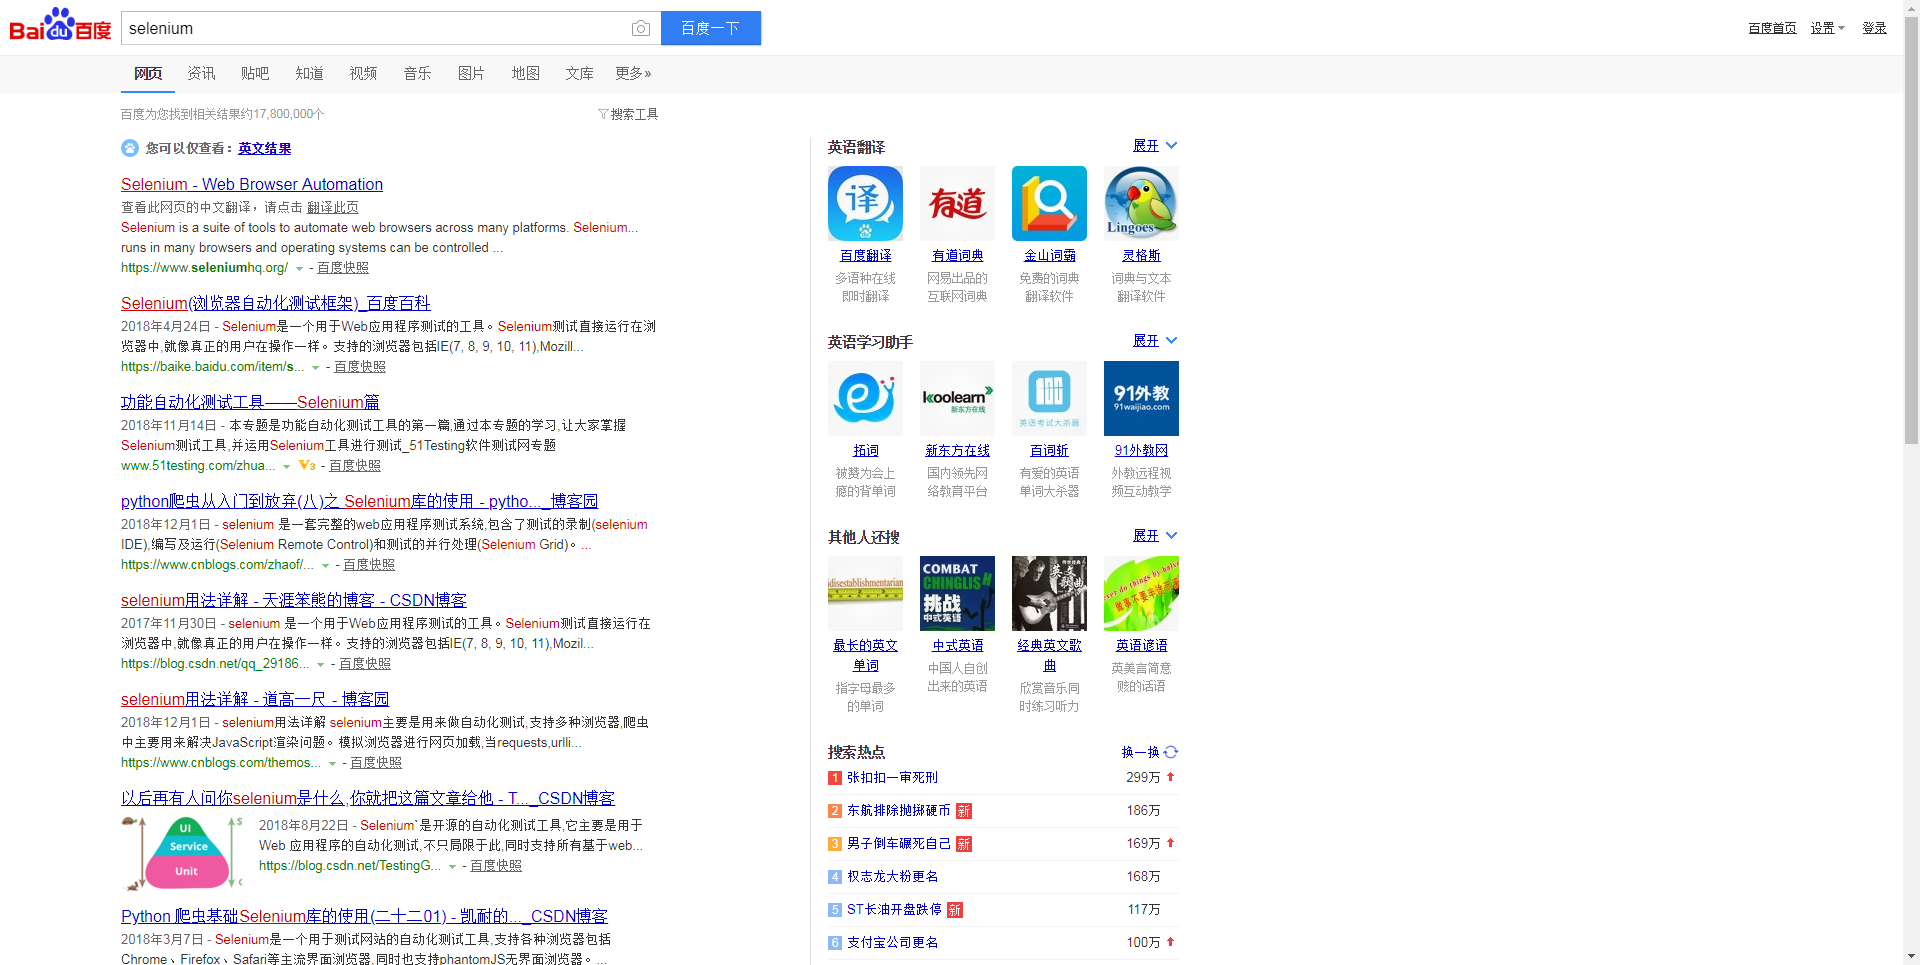 Baidu百度
selenium
百度一下
百度首页 设置 登录
网页 资讯 贴吧 知道 视频 音乐 图片 地图 文库 更多»
百度为您找到相关结果约17,800,000个
搜索工具
您可以仅查看：英文结果
Selenium - Web Browser Automation
查看此网页的中文翻译，请点击 翻译此页
Selenium is a suite of tools to automate web browsers across many platforms. Selenium...
runs in many browsers and operating systems can be controlled ...
https://www.seleniumhq.org/ - 百度快照
Selenium(浏览器自动化测试框架)_百度百科
2018年4月24日 - Selenium是一个用于Web应用程序测试的工具。Selenium测试直接运行在浏
览器中,就像真正的用户在操作一样。支持的浏览器包括IE(7, 8, 9, 10, 11),Mozill...
https://baike.baidu.com/item/s... - 百度快照
功能自动化测试工具——Selenium篇
2018年11月14日 - 本专题是功能自动化测试工具的第一篇,通过本专题的学习,让大家掌握
Selenium测试工具,并运用Selenium工具进行测试_51Testing软件测试网专题
www.51testing.com/zhua... V3 - 百度快照
python爬虫从入门到放弃(八)之 Selenium库的使用 - pytho..._博客园
2018年12月1日 - selenium 是一套完整的web应用程序测试系统,包含了测试的录制(selenium
IDE),编写及运行(Selenium Remote Control)和测试的并行处理(Selenium Grid)。...
https://www.cnblogs.com/zhaof/... - 百度快照
selenium用法详解 - 天涯笨熊的博客 - CSDN博客
2017年11月30日 - selenium 是一个用于Web应用程序测试的工具。Selenium测试直接运行在
浏览器中,就像真正的用户在操作一样。支持的浏览器包括IE(7, 8, 9, 10, 11),Mozil...
https://blog.csdn.net/qq_29186... - 百度快照
selenium用法详解 - 道高一尺 - 博客园
2018年12月1日 - selenium用法详解 selenium主要是用来做自动化测试,支持多种浏览器,爬虫
中主要用来解决JavaScript渲染问题。模拟浏览器进行网页加载,当requests,urlli...
https://www.cnblogs.com/themos... - 百度快照
以后再有人问你selenium是什么,你就把这篇文章给他 - T..._CSDN博客
UI
Service
Unit
2018年8月22日 - Selenium`是开源的自动化测试工具,它主要是用于
Web 应用程序的自动化测试,不只局限于此,同时支持所有基于web...
https://blog.csdn.net/TestingG... - 百度快照
Python 爬虫基础Selenium库的使用(二十二01) - 凯耐的..._CSDN博客
2018年3月7日 - Selenium是一个用于测试网站的自动化测试工具,支持各种浏览器包括
Chrome、Firefox、Safari等主流界面浏览器,同时也支持phantomJS无界面浏览器。...
英语翻译 展开
译 有道 Lingoes
百度翻译 有道词典 金山词霸 灵格斯
多语种在线 网易出品的 免费的词典 词典与文本
即时翻译 互联网词典 翻译软件 翻译软件
英语学习助手 展开
koolearn 新东方在线
英语考试大杀器
91外教
91waijiao.com
拓词 新东方在线 百词斩 91外教网
被赞为会上 国内领先网 有爱的英语 外教远程视
瘾的背单词 络教育平台 单词大杀器 频互动教学
其他人还搜 展开
idisestablishmentarian
COMBAT
CHINGLISH
挑战
中式英语
英文歌曲
ver do things by halve
做事不要半途而
最长的英文 中式英语 经典英文歌 英语谚语
单词 曲
指字母最多 中国人自创 欣赏音乐同 英美言简意
的单词 出来的英语 时练习听力 赅的话语
搜索热点 换一换
1 张扣扣一审死刑 299万
2 东航排除抛掷硬币 新 186万
3 男子倒车碾死自己 新 169万
4 权志龙大粉更名 168万
5 ST长油开盘跌停 新 117万
6 支付宝公司更名 100万